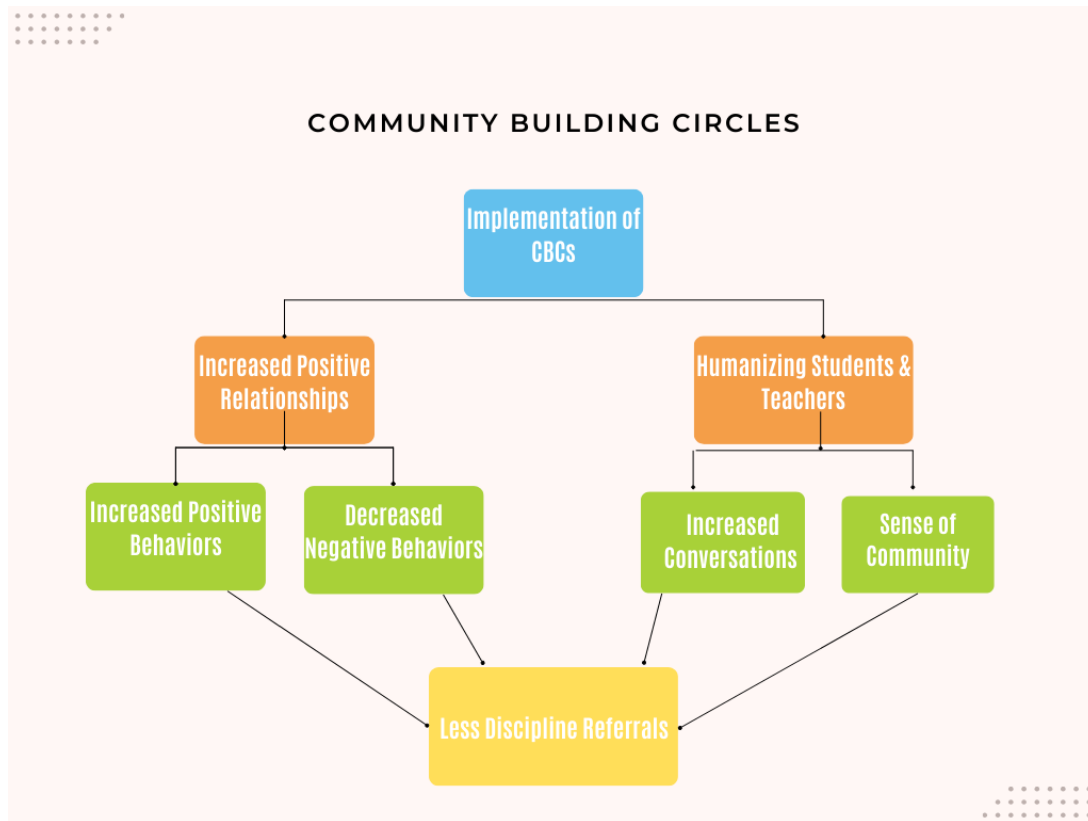 COMMUNITY BUILDING CIRCLES
Implementation of
CBCs
Increased Positive
Relationships
Humanizing Students &
Teachers
Increased Positive
Behaviors
Decreased
Negative Behaviors
Increased
Conversations
Sense of
Community
Less Discipline Referrals